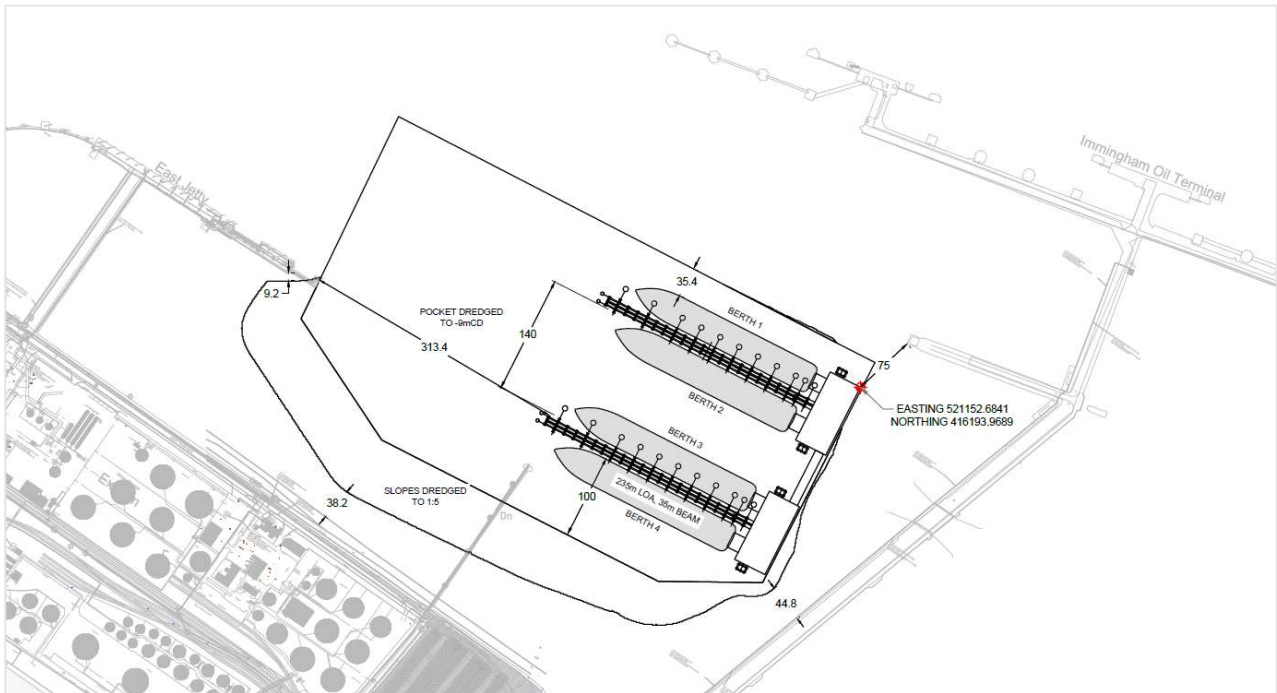 Immingham Oil Terminal
East Jetty
35.4
9.2
BERTH 1
POCKET DREDGED
TO -9mCD
140
313.4
75
BERTH 2
EASTING 521152.6841
NORTHING 416193.9689
BERTH 3
SLOPES DREDGED
TO 1:5
235m LOA, 35m BEAM
100
38.2
BERTH 4
Dn
44.8